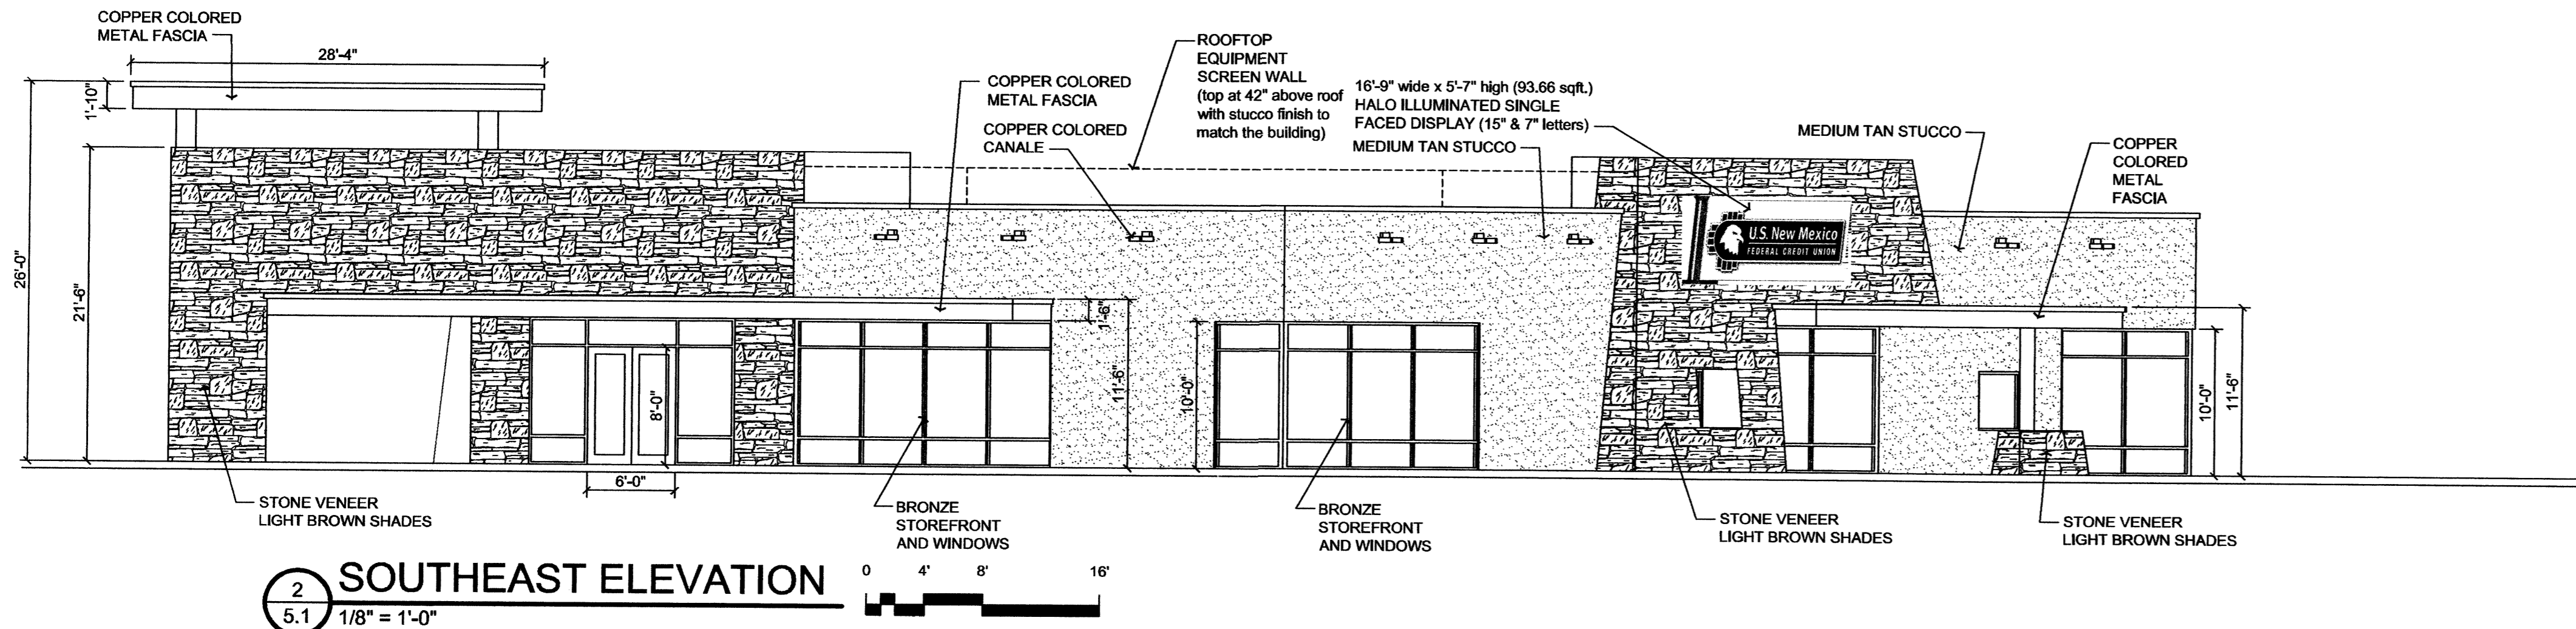 COPPER COLORED
METAL FASCIA
28'-4"
1'-10"
26'-0"
21'-6"
COPPER COLORED
METAL FASCIA
COPPER COLORED
CANALE
ROOFTOP
EQUIPMENT
SCREEN WALL
(top at 42" above roof
with stucco finish to
match the building)
16'-9" wide x 5'-7" high (93.66 sqft.)
HALO ILLUMINATED SINGLE
FACED DISPLAY (15" & 7" letters)
MEDIUM TAN STUCCO
MEDIUM TAN STUCCO
COPPER
COLORED
METAL
FASCIA
U.S. New Mexico
FEDERAL CREDIT UNION
1'-6"
11'-6"
10'-0"
8'-0"
6'-0"
10'-0"
11'-6"
STONE VENEER
LIGHT BROWN SHADES
BRONZE
STOREFRONT
AND WINDOWS
BRONZE
STOREFRONT
AND WINDOWS
STONE VENEER
LIGHT BROWN SHADES
STONE VENEER
LIGHT BROWN SHADES
2
5.1
SOUTHEAST ELEVATION
1/8" = 1'-0"
0 4' 8' 16'